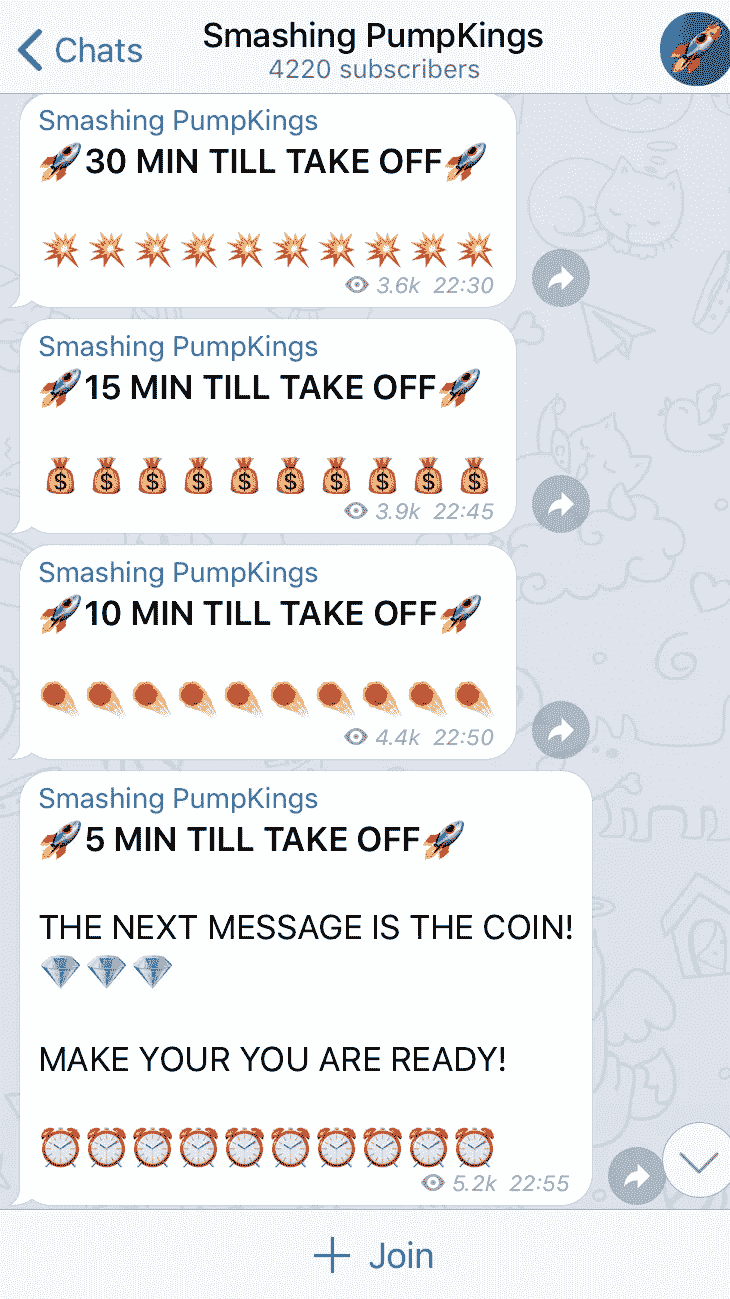 Chats
Smashing PumpKings
4220 subscribers
Smashing PumpKings
🚀30 MIN TILL TAKE OFF🚀
💥💥💥💥💥💥💥💥💥💥
3.6k 22:30
Smashing PumpKings
🚀15 MIN TILL TAKE OFF🚀
💰💰💰💰💰💰💰💰💰💰
3.9k 22:45
Smashing PumpKings
🚀10 MIN TILL TAKE OFF🚀
☄️☄️☄️☄️☄️☄️☄️☄️☄️☄️
4.4k 22:50
Smashing PumpKings
🚀5 MIN TILL TAKE OFF🚀
THE NEXT MESSAGE IS THE COIN!
💎💎💎
MAKE YOUR YOU ARE READY!
⏰⏰⏰⏰⏰⏰⏰⏰⏰⏰
5.2k 22:55
+ Join